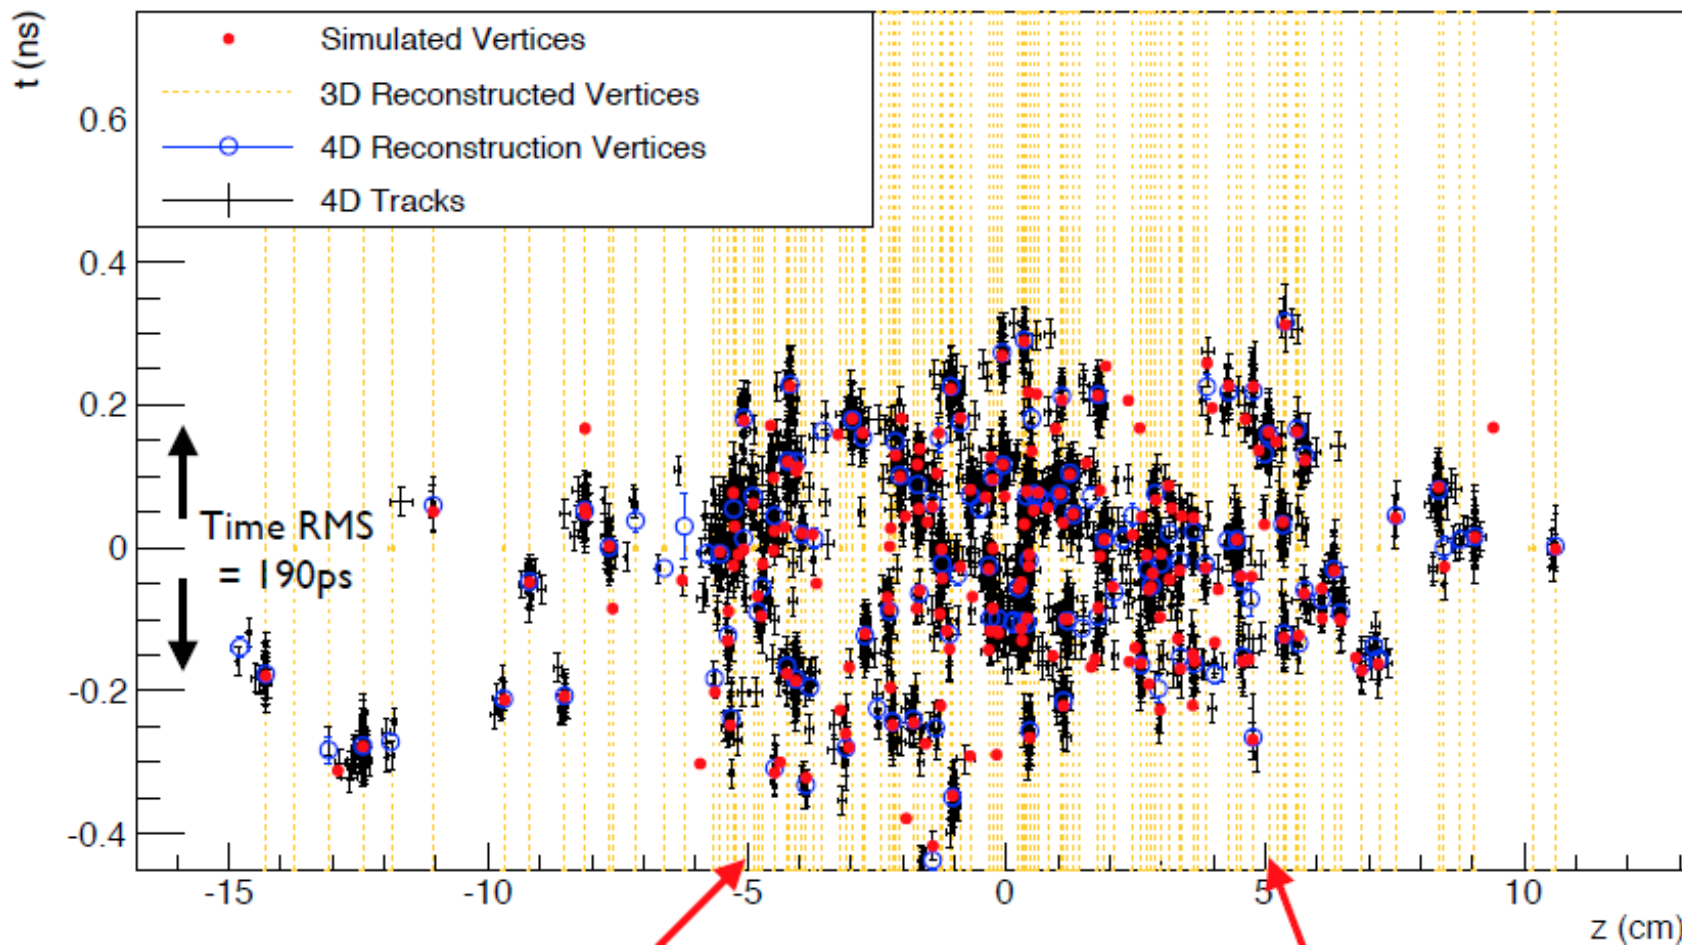 t (ns)
Simulated Vertices
3D Reconstructed Vertices
4D Reconstruction Vertices
4D Tracks
0.6
0.4
0.2
0
-0.2
-0.4
Time RMS
= 190ps
-15
-10
-5
0
5
10
z (cm)